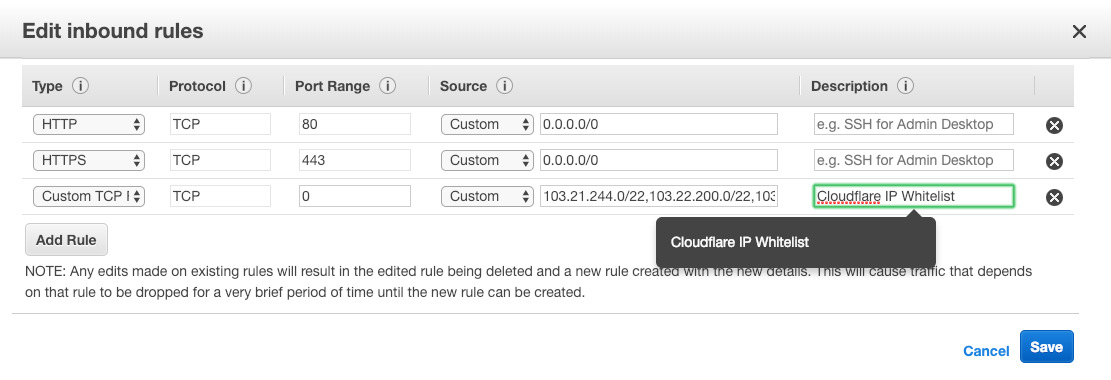 Edit inbound rules
Type Protocol Port Range Source Description
HTTP TCP 80 Custom 0.0.0.0/0 e.g. SSH for Admin Desktop
HTTPS TCP 443 Custom 0.0.0.0/0 e.g. SSH for Admin Desktop
Custom TCP TCP 0 Custom 103.21.244.0/22,103.22.200.0/22,103 Cloudflare IP Whitelist
Cloudflare IP Whitelist
Add Rule
NOTE: Any edits made on existing rules will result in the edited rule being deleted and a new rule created with the new details. This will cause traffic that depends
on that rule to be dropped for a very brief period of time until the new rule can be created.
Cancel Save